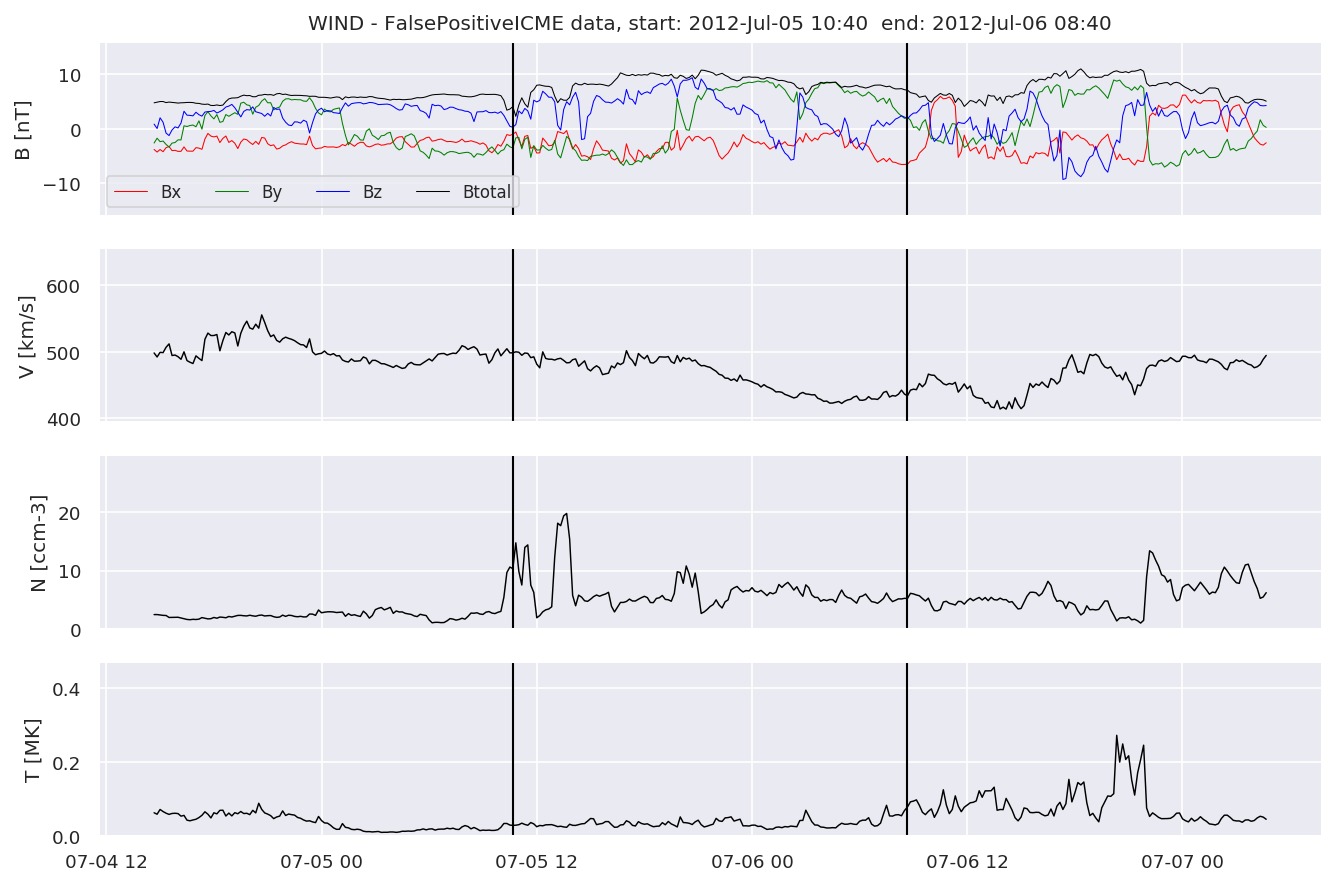 WIND - FalsePositiveICME data, start: 2012-Jul-05 10:40  end: 2012-Jul-06 08:40
B [nT]
10
0
−10
Bx By Bz Btotal
V [km/s]
600
500
400
N [ccm-3]
20
10
0
T [MK]
0.4
0.2
0.0
07-04 12 07-05 00 07-05 12 07-06 00 07-06 12 07-07 00